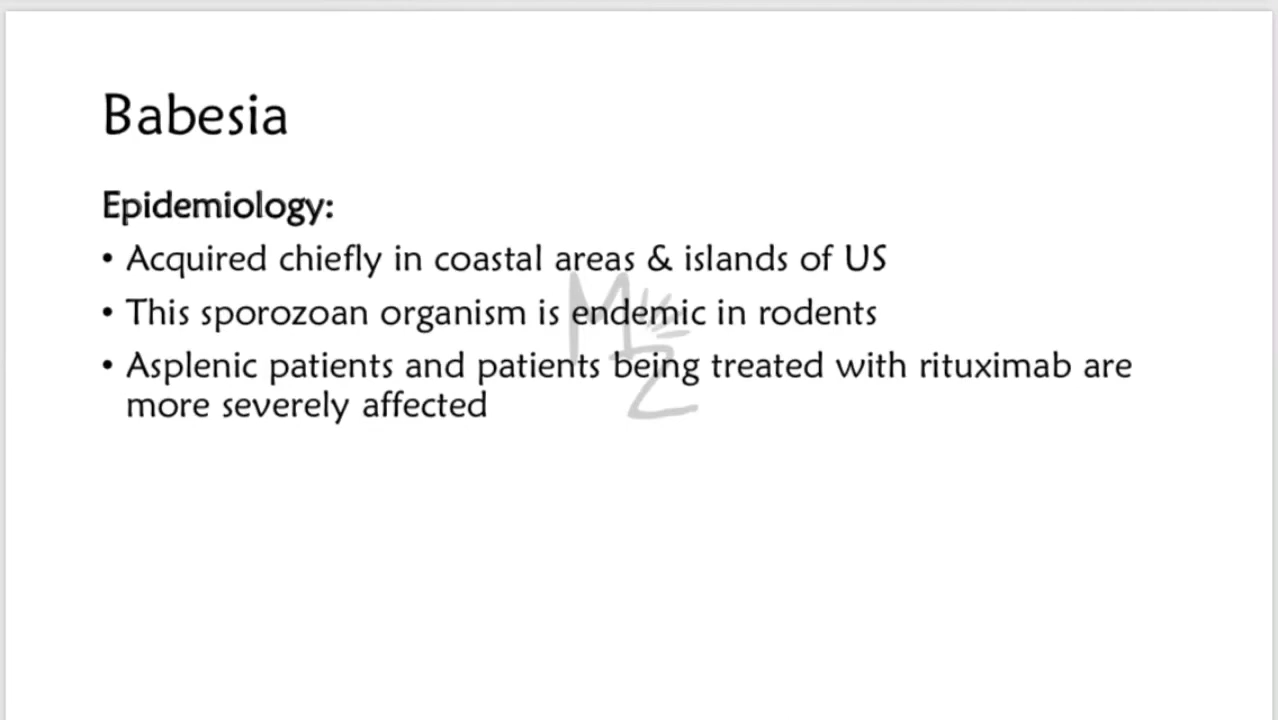 Babesia
Epidemiology:
• Acquired chiefly in coastal areas & islands of US
• This sporozoan organism is endemic in rodents
• Asplenic patients and patients being treated with rituximab are
more severely affected